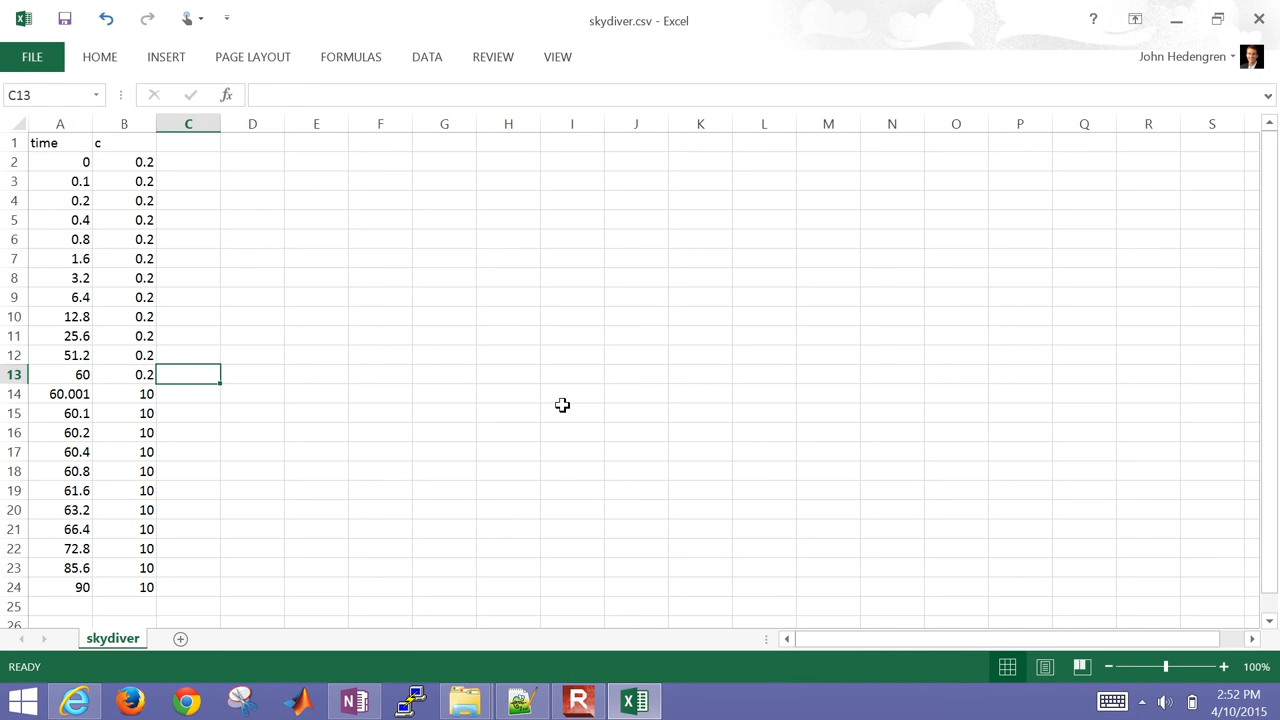 skydiver.csv - Excel
?
FILE HOME INSERT PAGE LAYOUT FORMULAS DATA REVIEW VIEW John Hedengren
C13 fx
A B C D E F G H I J K L M N O P Q R S
1 time c
2 0 0.2
3 0.1 0.2
4 0.2 0.2
5 0.4 0.2
6 0.8 0.2
7 1.6 0.2
8 3.2 0.2
9 6.4 0.2
10 12.8 0.2
11 25.6 0.2
12 51.2 0.2
13 60 0.2
14 60.001 10
15 60.1 10
16 60.2 10
17 60.4 10
18 60.8 10
19 61.6 10
20 63.2 10
21 66.4 10
22 72.8 10
23 85.6 10
24 90 10
25
26
skydiver
READY 100%
2:52 PM
4/10/2015